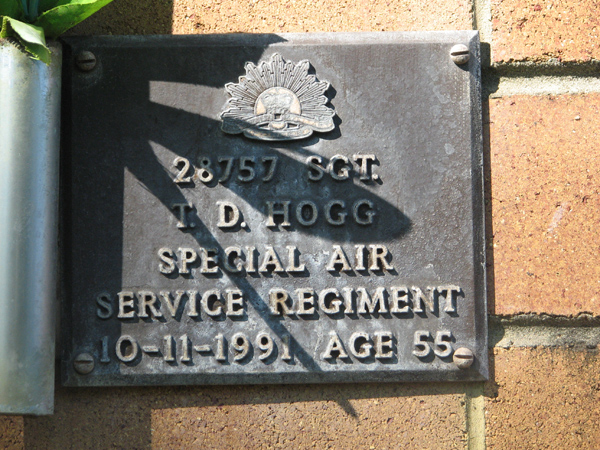 28757 SGT.
T. D. HOGG
SPECIAL AIR
SERVICE REGIMENT
10-11-1991 AGE 55